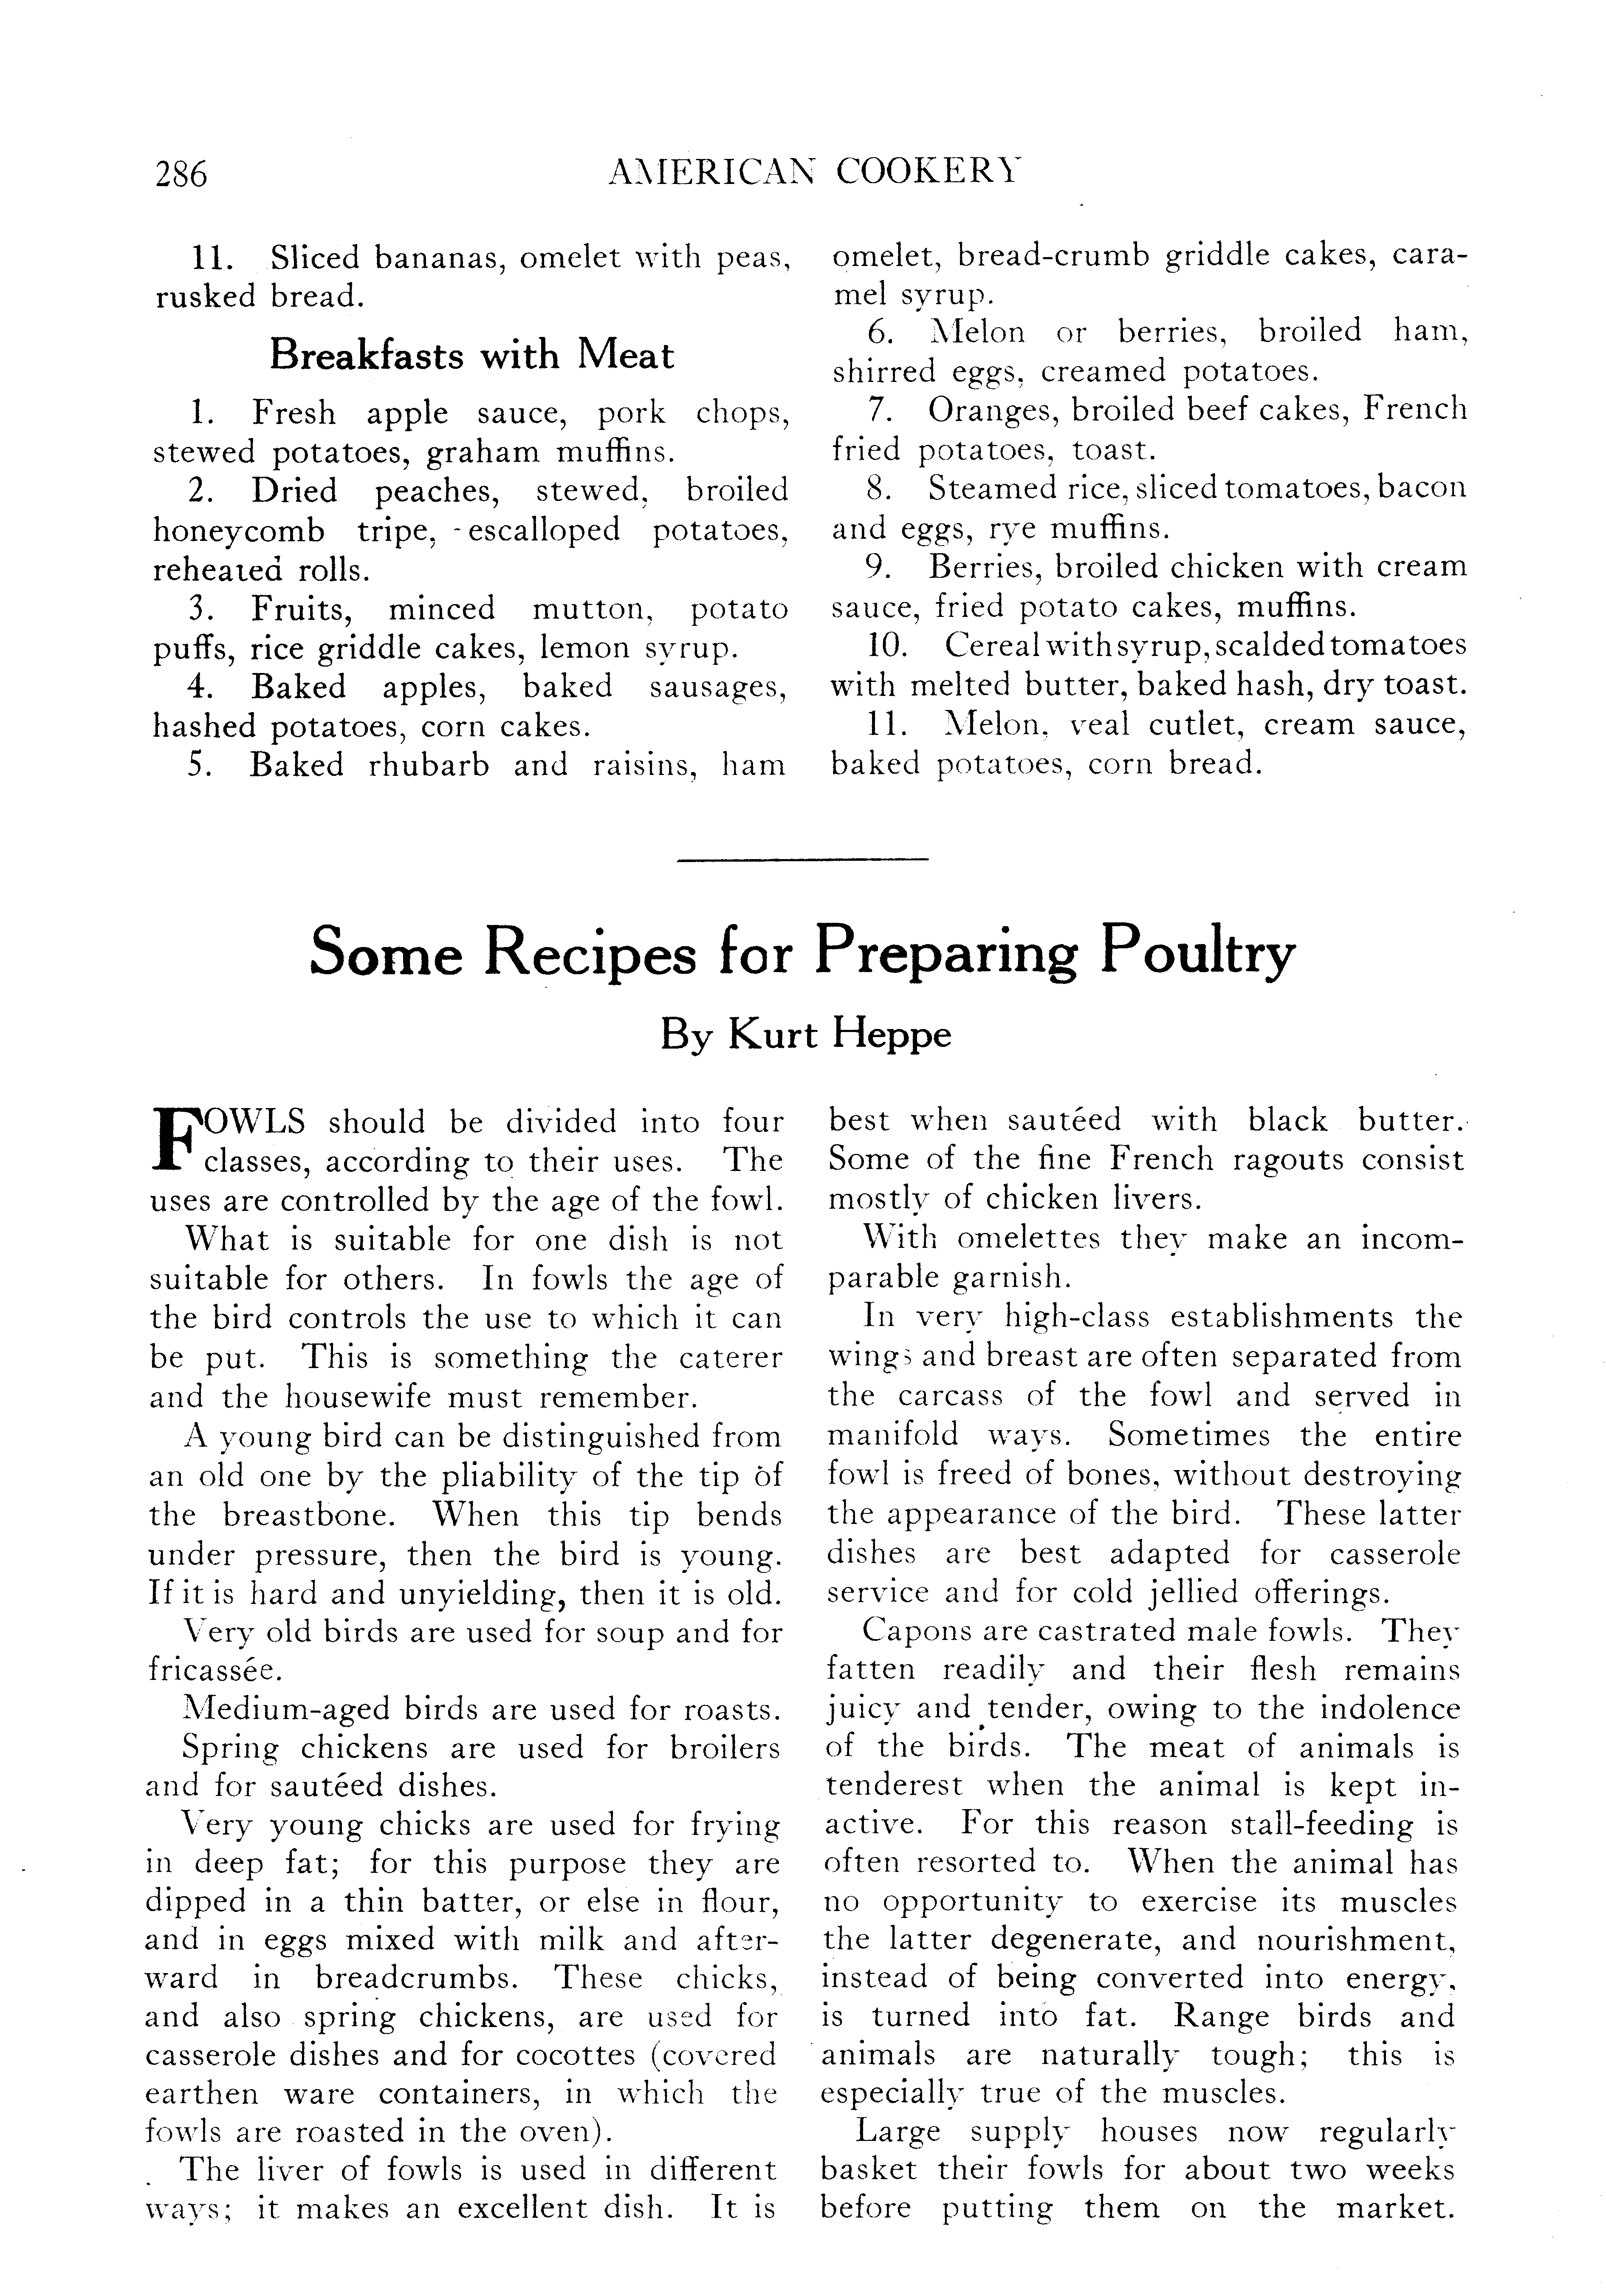 286
AMERICAN COOKERY
11. Sliced bananas, omelet with peas,
rusked bread.
Breakfasts with Meat
1. Fresh apple sauce, pork chops,
stewed potatoes, graham muffins.
2. Dried peaches, stewed, broiled
honeycomb tripe, -escalloped potatoes,
reheated rolls.
3. Fruits, minced mutton, potato
puffs, rice griddle cakes, lemon syrup.
4. Baked apples, baked sausages,
hashed potatoes, corn cakes.
5. Baked rhubarb and raisins, ham
omelet, bread-crumb griddle cakes, cara-
mel syrup.
6. Melon or berries, broiled ham,
shirred eggs, creamed potatoes.
7. Oranges, broiled beef cakes, French
fried potatoes, toast.
8. Steamed rice, sliced tomatoes, bacon
and eggs, rye muffins.
9. Berries, broiled chicken with cream
sauce, fried potato cakes, muffins.
10. Cereal with syrup, scalded tomatoes
with melted butter, baked hash, dry toast.
11. Melon, veal cutlet, cream sauce,
baked potatoes, corn bread.
Some Recipes for Preparing Poultry
By Kurt Heppe
FOWLS should be divided into four
classes, according to their uses. The
uses are controlled by the age of the fowl.
What is suitable for one dish is not
suitable for others. In fowls the age of
the bird controls the use to which it can
be put. This is something the caterer
and the housewife must remember.
A young bird can be distinguished from
an old one by the pliability of the tip of
the breastbone. When this tip bends
under pressure, then the bird is young.
If it is hard and unyielding, then it is old.
Very old birds are used for soup and for
fricassée.
Medium-aged birds are used for roasts.
Spring chickens are used for broilers
and for sautéed dishes.
Very young chicks are used for frying
in deep fat; for this purpose they are
dipped in a thin batter, or else in flour,
and in eggs mixed with milk and after-
ward in breadcrumbs. These chicks,
and also spring chickens, are used for
casserole dishes and for cocottes (covered
earthen ware containers, in which the
fowls are roasted in the oven).
The liver of fowls is used in different
ways; it makes an excellent dish. It is
best when sautéed with black butter.
Some of the fine French ragouts consist
mostly of chicken livers.
With omelettes they make an incom-
parable garnish.
In very high-class establishments the
wings and breast are often separated from
the carcass of the fowl and served in
manifold ways. Sometimes the entire
fowl is freed of bones, without destroying
the appearance of the bird. These latter
dishes are best adapted for casserole
service and for cold jellied offerings.
Capons are castrated male fowls. They
fatten readily and their flesh remains
juicy and tender, owing to the indolence
of the birds. The meat of animals is
tenderest when the animal is kept in-
active. For this reason stall-feeding is
often resorted to. When the animal has
no opportunity to exercise its muscles
the latter degenerate, and nourishment,
instead of being converted into energy,
is turned into fat. Range birds and
animals are naturally tough; this is
especially true of the muscles.
Large supply houses now regularly
basket their fowls for about two weeks
before putting them on the market.